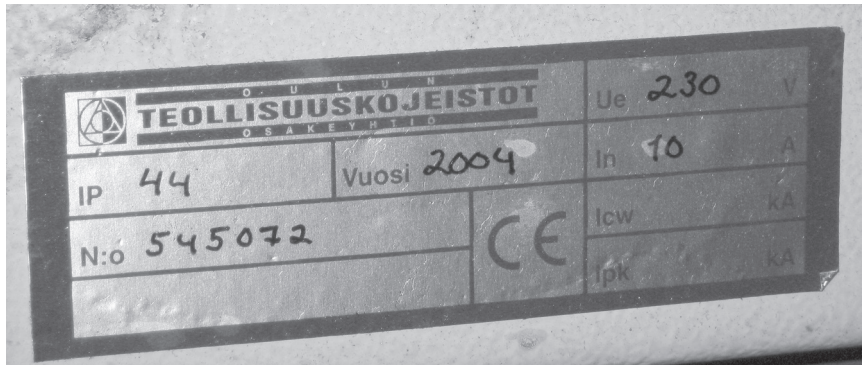 OULUN
TEOLLISUUSKOJEISTOT
OSAKEYHTIÖ
Ue 230 V
IP 44
Vuosi 2004
In 10 A
N:o 545072
CE
Icw kA
Ipk kA